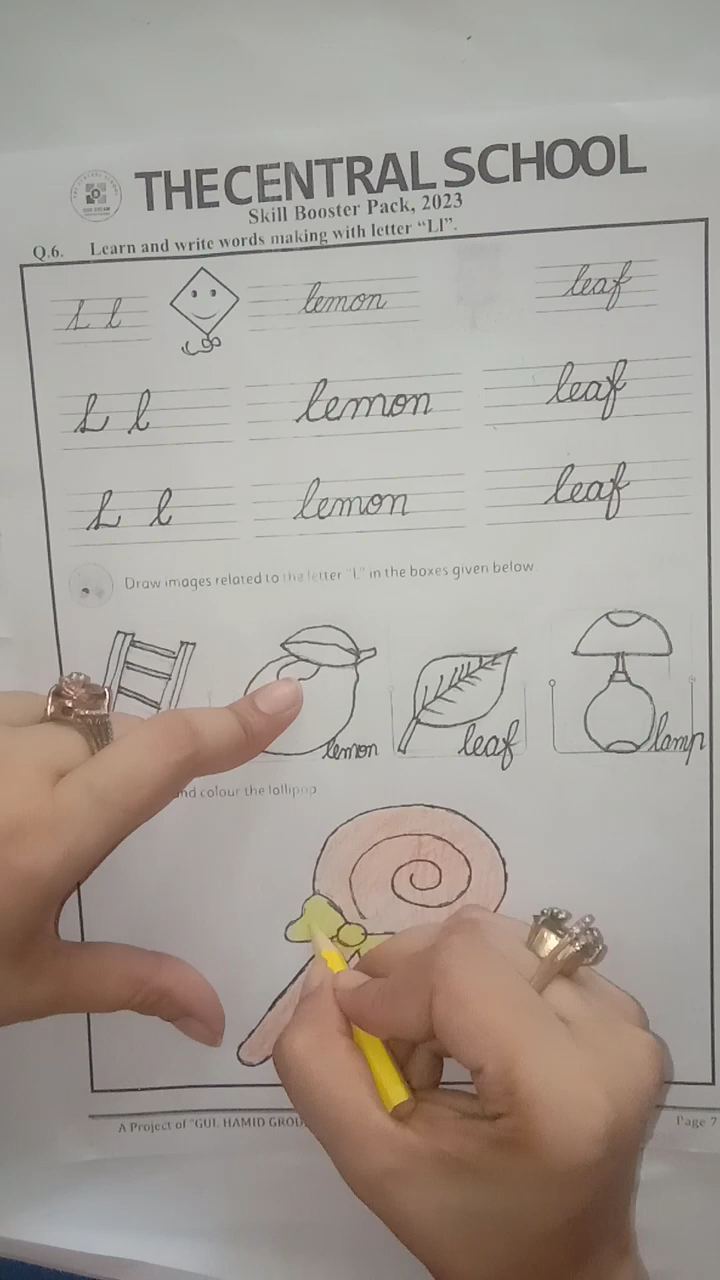 THE CENTRAL SCHOOL
Skill Booster Pack, 2023
Q.6. Learn and write words making with letter “Ll”.
L l lemon leaf
L l lemon leaf
L l lemon leaf
Draw images related to the letter "L" in the boxes given below
lemon leaf lamp
nd colour the lollipop
A Project of "GUL HAMID GROU
Page 7